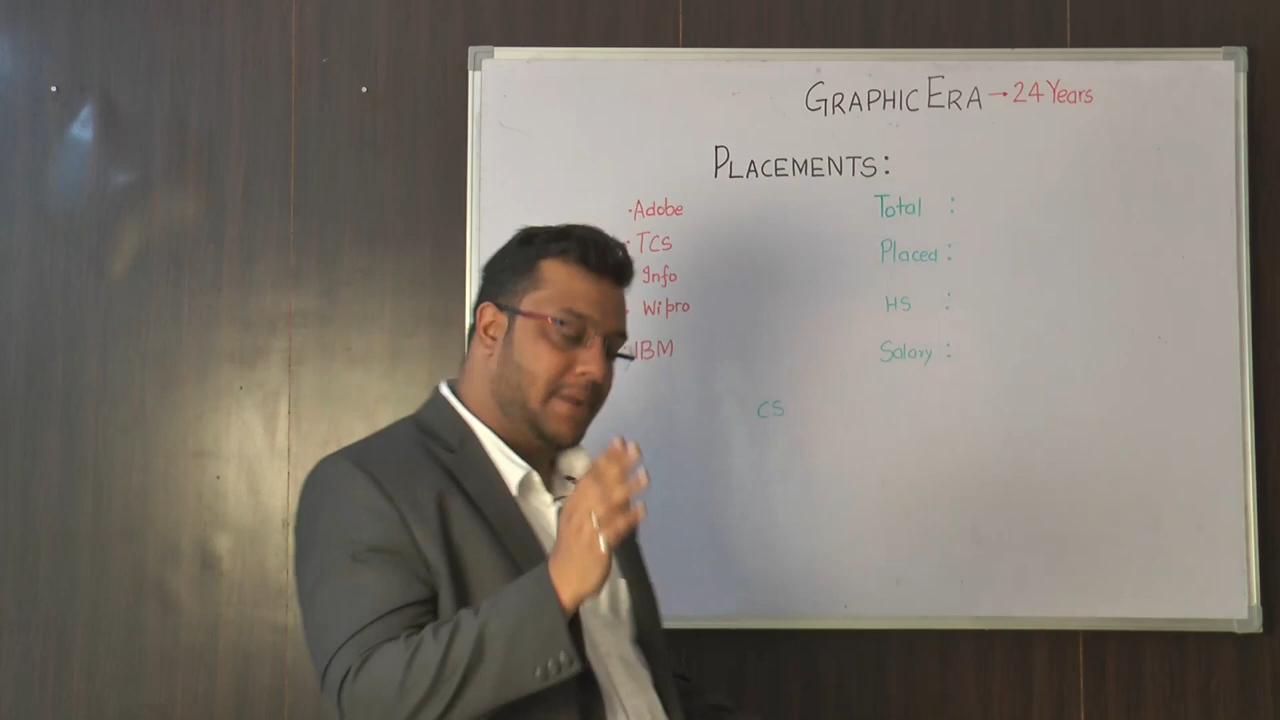 GRAPHIC ERA → 24 Years
PLACEMENTS:
· Adobe
· TCS
Info
· Wipro
· IBM
Total :
Placed :
HS :
Salary :
CS